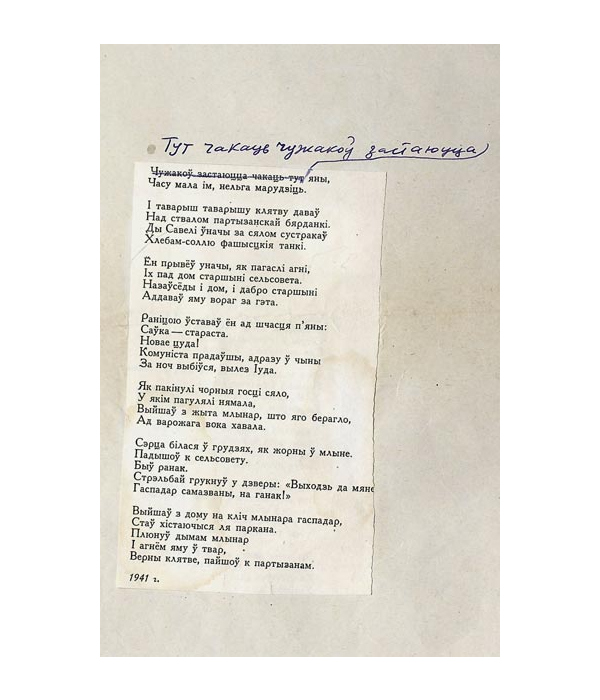 Тут чакаць чужакоў застаюцца
Чужакоў застаюцца чакаць тут яны,
Часу мала ім, нельга марудзіць.
І таварыш таварышу клятву даваў
Над ствалом партызанскай бярданкі.
Ды Савелі ўначы за сялом сустракаў
Хлебам-соллю фашысцкія танкі.
Ён прывёў уначы, як пагаслі агні,
Іх пад дом старшыні сельсовета.
Назаўсёды і дом, і дабро старшыні
Аддаваў яму вораг за гэта.
Раніцою ўставаў ён ад шчасця п'яны:
Саўка — стараста.
Новае цуда!
Комуніста прадаўшы, адразу ў чыны
За ноч выбіўся, вылез Іуда.
Як пакінулі чорныя госці сяло,
У якім пагулялі нямала,
Выйшаў з жыта млынар, што яго берагло,
Ад варожага вока хавала.
Сэрца білася ў грудзях, як жорны ў млыне.
Падышоў к сельсовету.
Быў ранак.
Стрэльбай грукнуў у дзверы: «Выходзь да мяне
Гаспадар самазваны, на ганак!»
Выйшаў з дому на кліч млынара гаспадар,
Стаў хістаючыся ля паркана.
Плюнуў дымам млынар
І агнём яму ў твар,
Верны клятве, пайшоў к партызанам.
1941 г.